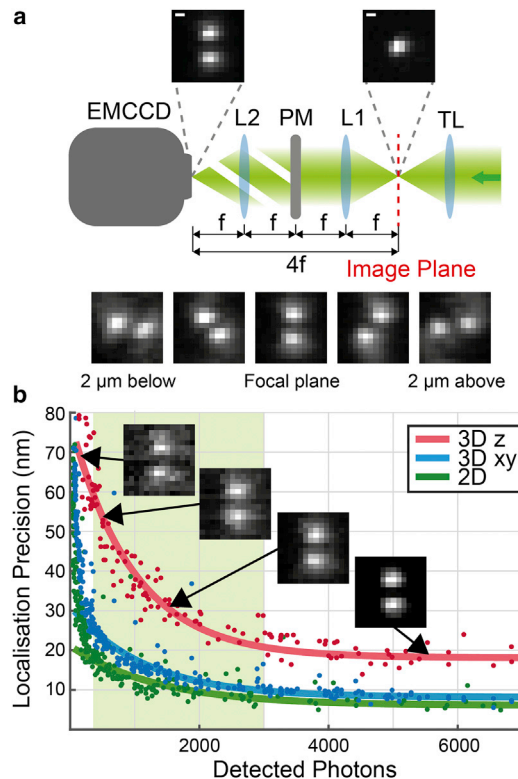 a
EMCCD
L2
PM
L1
TL
f
f
f
f
4f
Image Plane
2 µm below
Focal plane
2 µm above
b
Localisation Precision (nm)
80
70
60
50
40
30
20
10
3D z
3D xy
2D
2000
4000
6000
Detected Photons